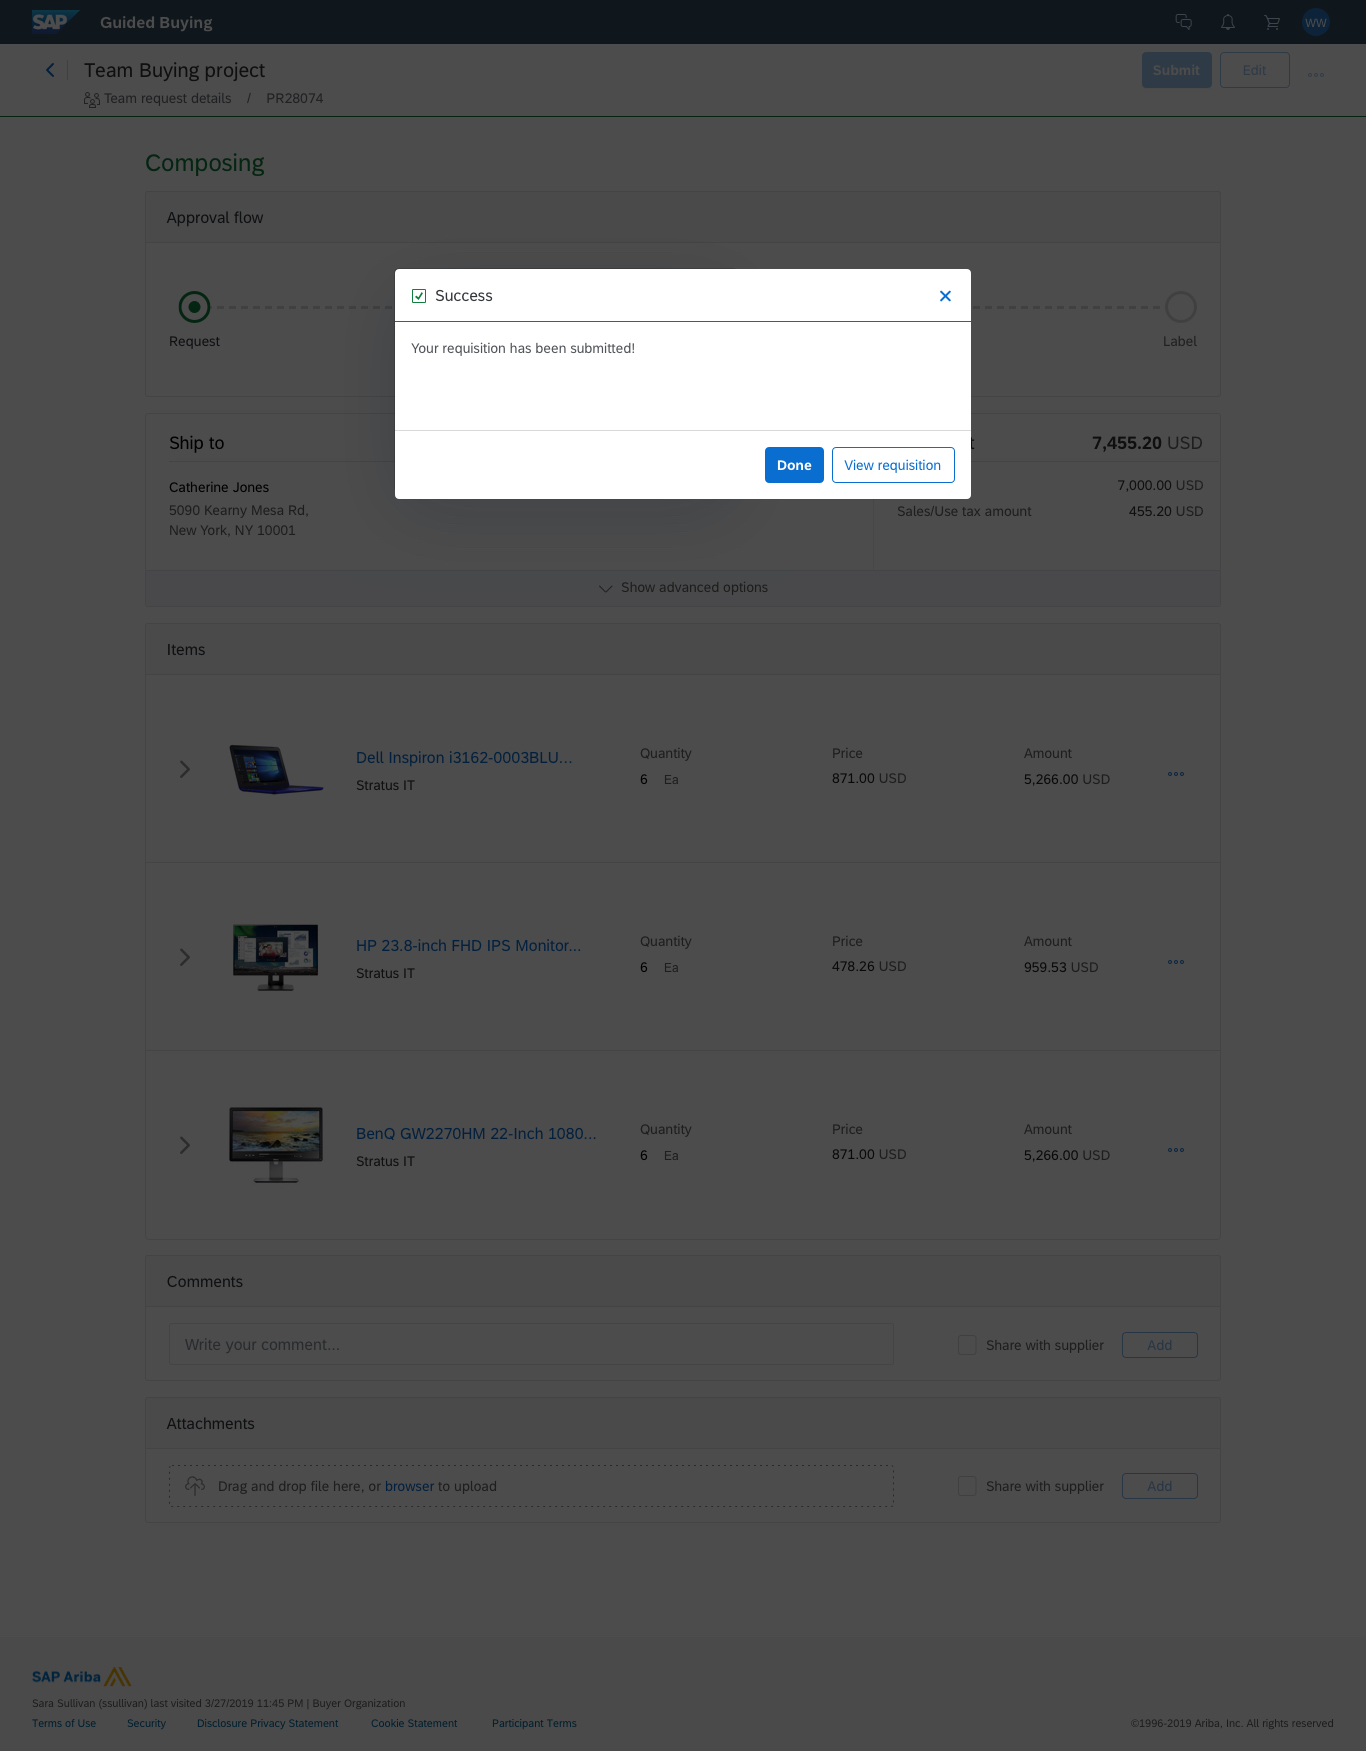 SAP Guided Buying WW
Team Buying project Submit Edit
Team request details / PR28074
Composing
Approval flow
Success
Request Label
Your requisition has been submitted!
Ship to 7,455.20 USD
Done View requisition
Catherine Jones 7,000.00 USD
5090 Kearny Mesa Rd, Sales/Use tax amount 455.20 USD
New York, NY 10001
Show advanced options
Items
Dell Inspiron i3162-0003BLU... Quantity Price Amount
Stratus IT 6 Ea 871.00 USD 5,266.00 USD
HP 23.8-inch FHD IPS Monitor... Quantity Price Amount
Stratus IT 6 Ea 478.26 USD 959.53 USD
BenQ GW2270HM 22-Inch 1080... Quantity Price Amount
Stratus IT 6 Ea 871.00 USD 5,266.00 USD
Comments
Write your comment... Share with supplier Add
Attachments
Drag and drop file here, or browser to upload Share with supplier Add
SAP Ariba
Sara Sullivan (ssullivan) last visited 3/27/2019 11:45 PM | Buyer Organization
Terms of Use Security Disclosure Privacy Statement Cookie Statement Participant Terms ©1996-2019 Ariba, Inc. All rights reserved